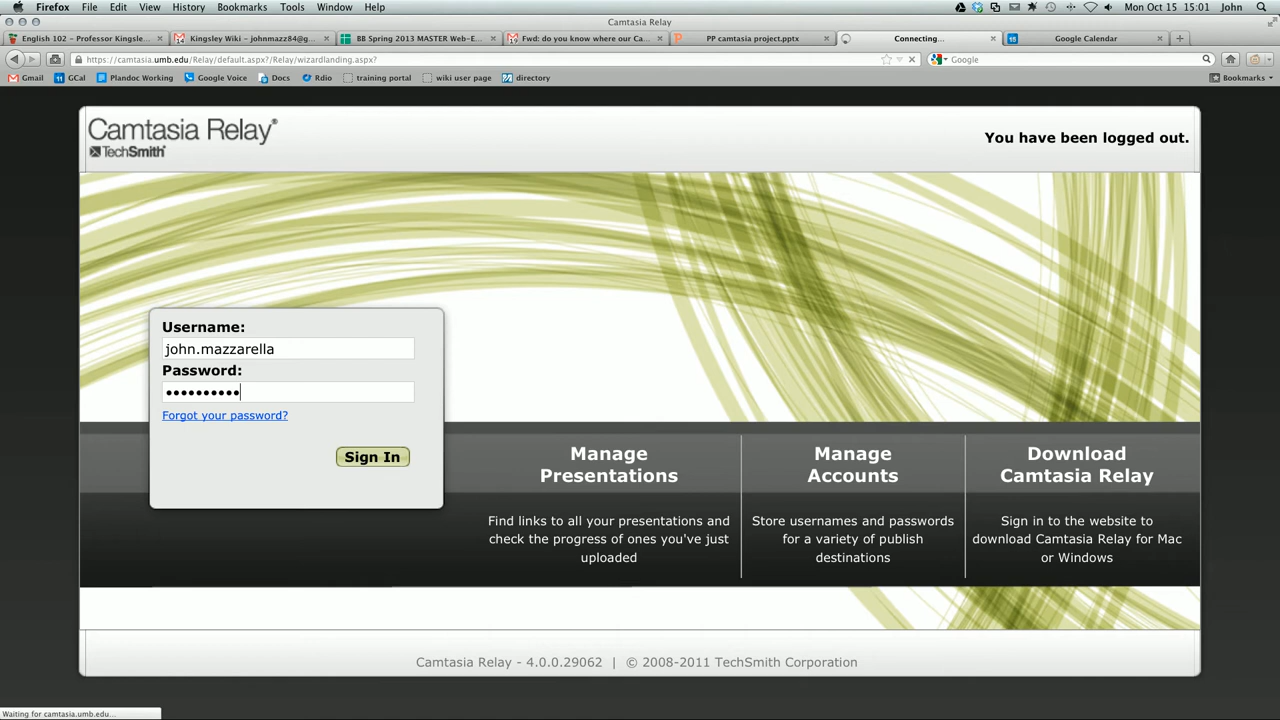 Firefox File Edit View History Bookmarks Tools Window Help Mon Oct 15 15:01 John
Camtasia Relay
English 102 - Professor Kingsle... Kingsley Wiki - johnmazz84@g... BB Spring 2013 MASTER Web-E... Fwd: do you know where our Ca... PP camtasia project.pptx Connecting... Google Calendar
https://camtasia.umb.edu/Relay/default.aspx?/Relay/wizardlanding.aspx? Google
Gmail GCal Plandoc Working Google Voice Docs Rdio training portal wiki user page directory Bookmarks
Camtasia Relay®
TechSmith®
You have been logged out.
Username:
john.mazzarella
Password:
••••••••••
Forgot your password?
Sign In
Manage
Presentations
Find links to all your presentations and
check the progress of ones you've just
uploaded
Manage
Accounts
Store usernames and passwords
for a variety of publish
destinations
Download
Camtasia Relay
Sign in to the website to
download Camtasia Relay for Mac
or Windows
Camtasia Relay - 4.0.0.29062 | © 2008-2011 TechSmith Corporation
Waiting for camtasia.umb.edu...